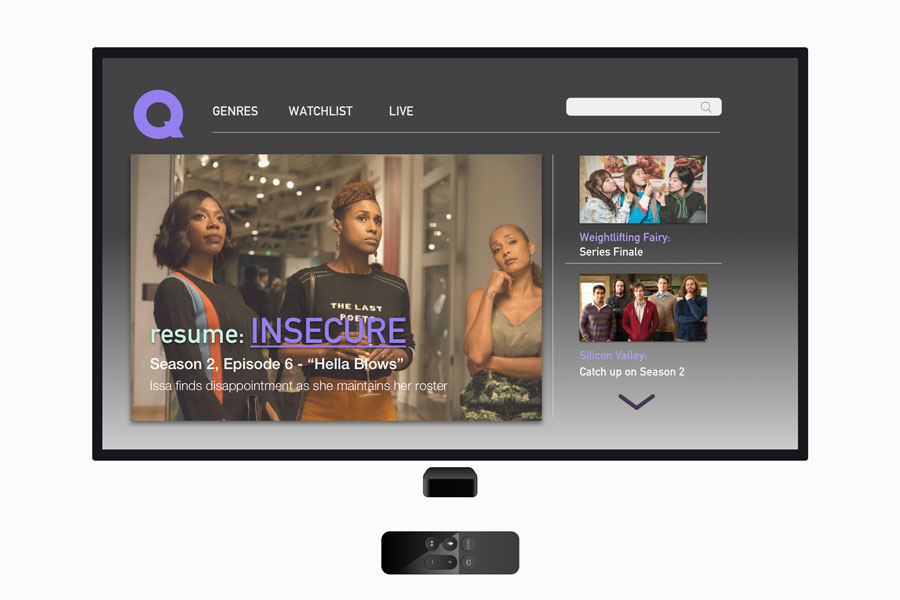 Q
GENRES WATCHLIST LIVE
THE LAST
POETS
resume: INSECURE
Season 2, Episode 6 - “Hella Blows”
Issa finds disappointment as she maintains her roster
Weightlifting Fairy:
Series Finale
Silicon Valley:
Catch up on Season 2